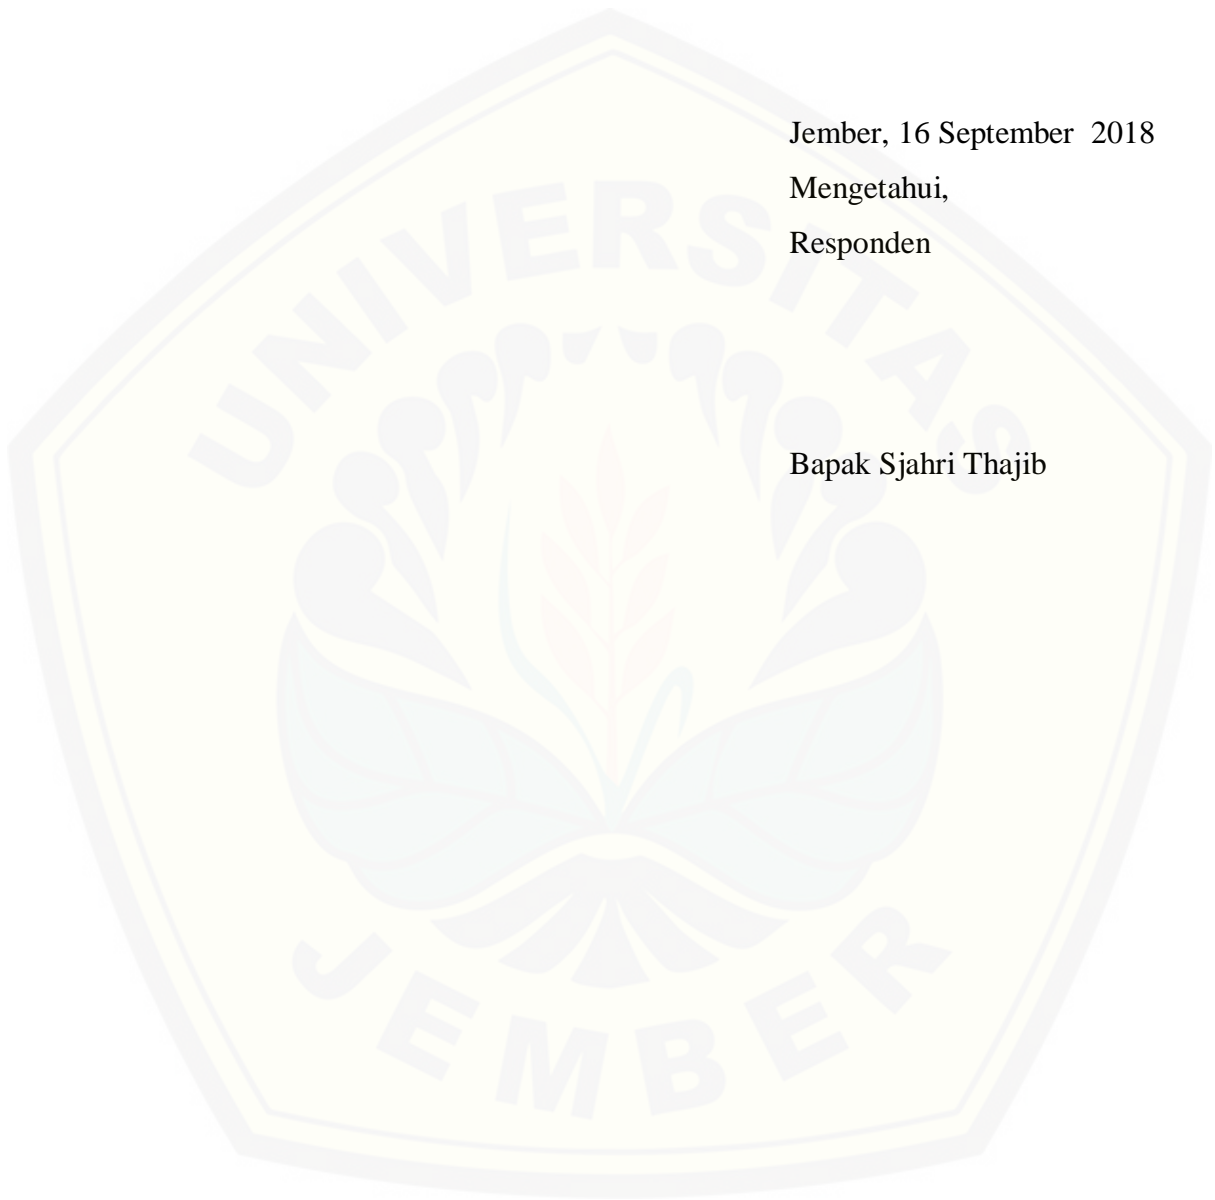 Jember, 16 September  2018
Mengetahui,
Responden
Bapak Sjahri Thajib
UNIVERSITAS
JEMBER